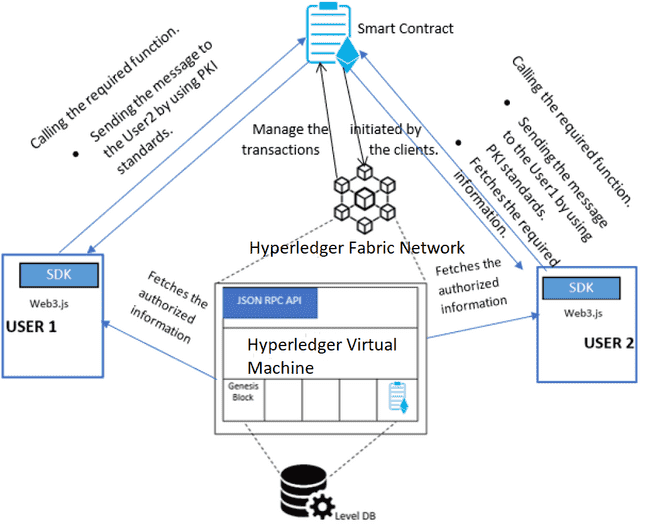 Smart Contract
Calling the required function.
• Sending the message to
the User2 by using PKI
standards.
Calling the required function.
• Sending the message
to the User1 by using
PKI standards.
• Fetches the required
information.
Manage the
transactions
initiated by
the clients.
Hyperledger Fabric Network
SDK
Web3.js
USER 1
Fetches the
authorized
information
JSON RPC API
Hyperledger Virtual
Machine
Genesis
Block
Fetches the
authorized
information
SDK
Web3.js
USER 2
Level DB